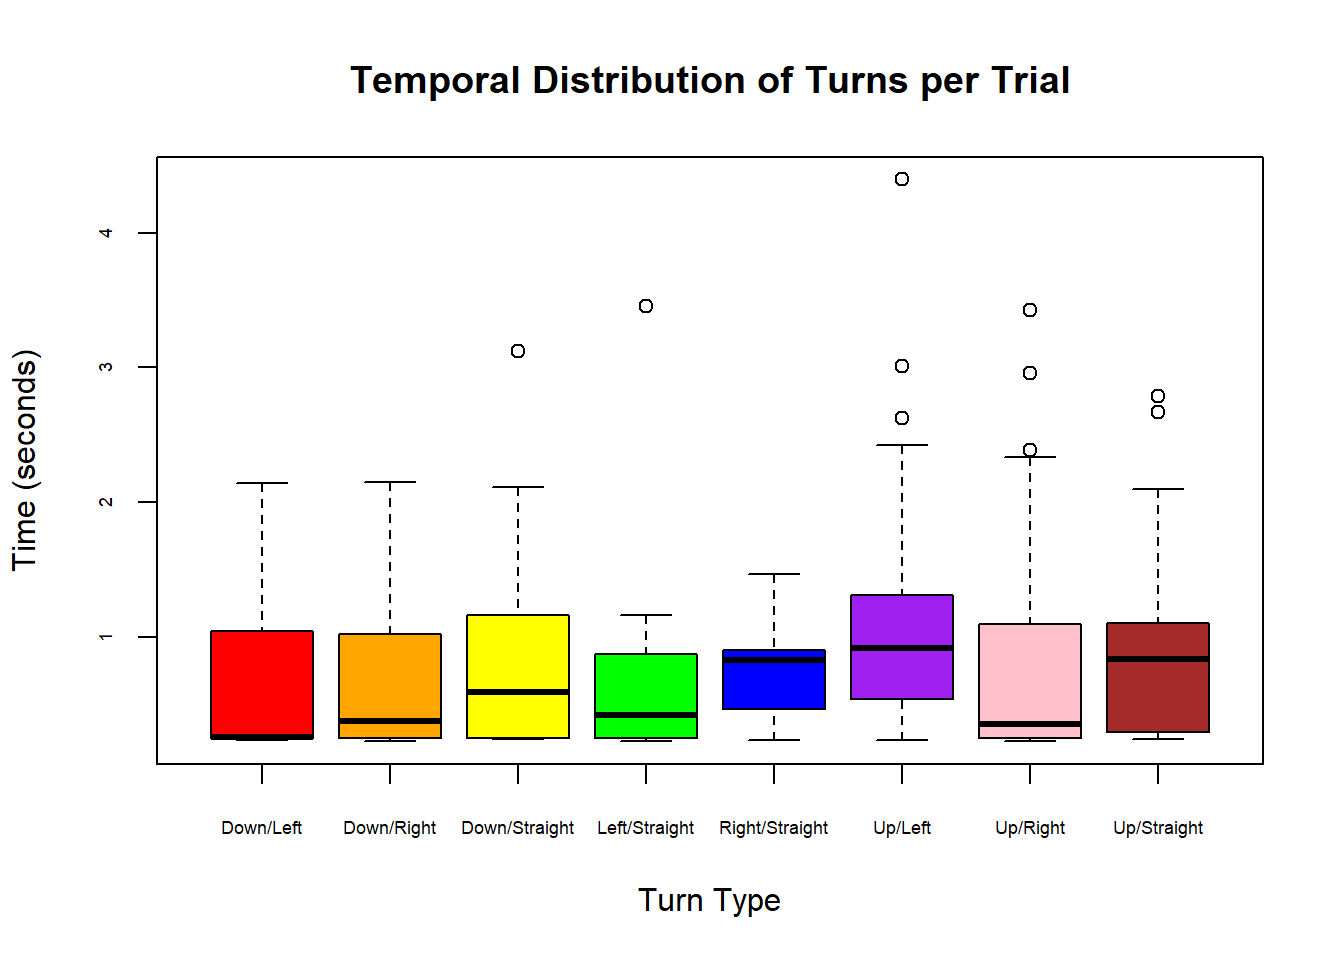 Temporal Distribution of Turns per Trial
Time (seconds)
4
3
2
1
Down/Left Down/Right Down/Straight Left/Straight Right/Straight Up/Left Up/Right Up/Straight
Turn Type